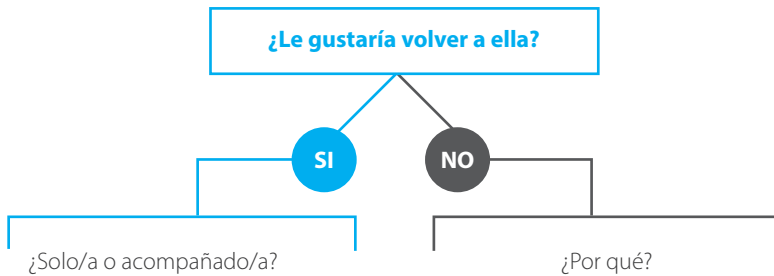 ¿Le gustaría volver a ella?
SI
NO
¿Solo/a o acompañado/a?
¿Por qué?